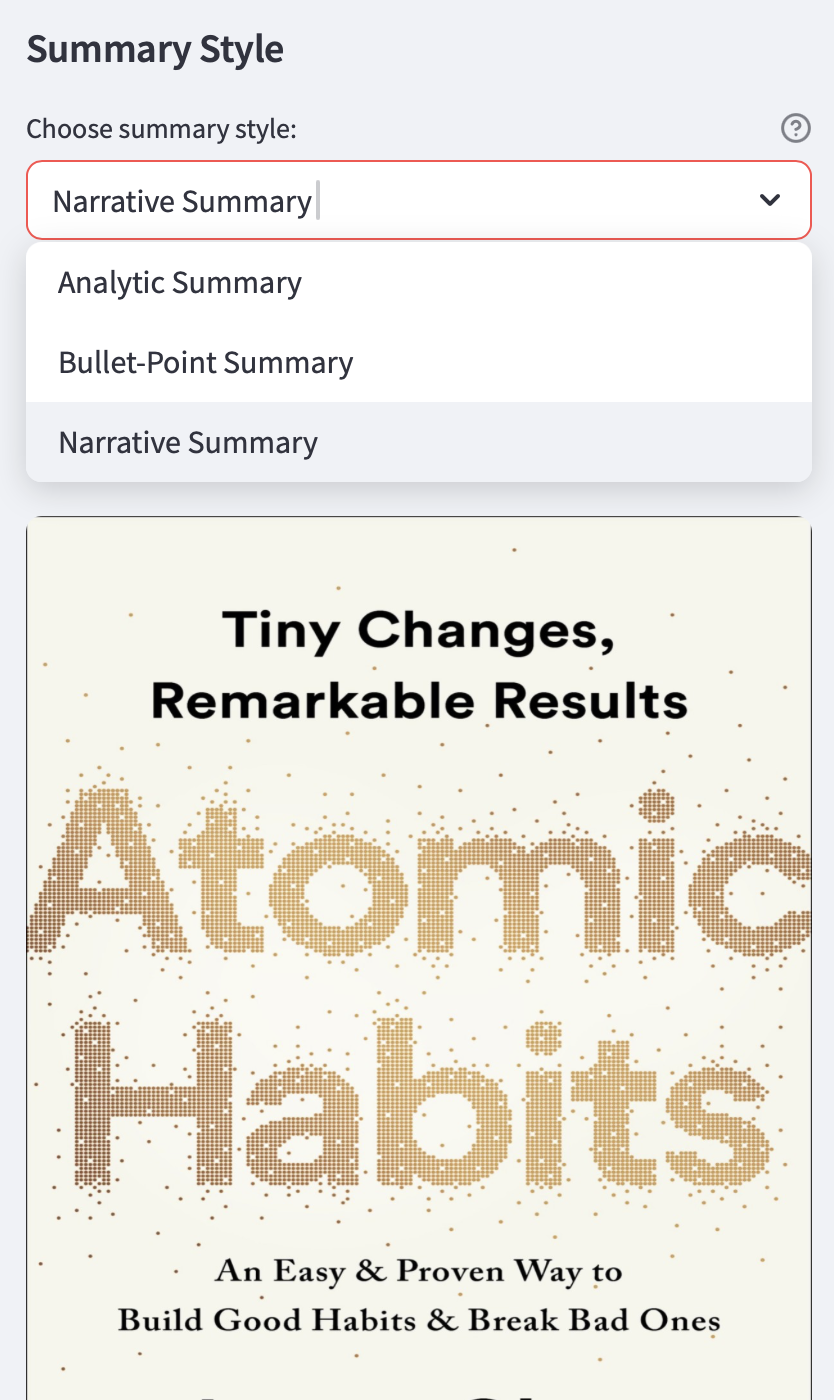 Summary Style
Choose summary style:
Narrative Summary
Analytic Summary
Bullet-Point Summary
Narrative Summary
Tiny Changes,
Remarkable Results
Atomic
Habits
An Easy & Proven Way to
Build Good Habits & Break Bad Ones